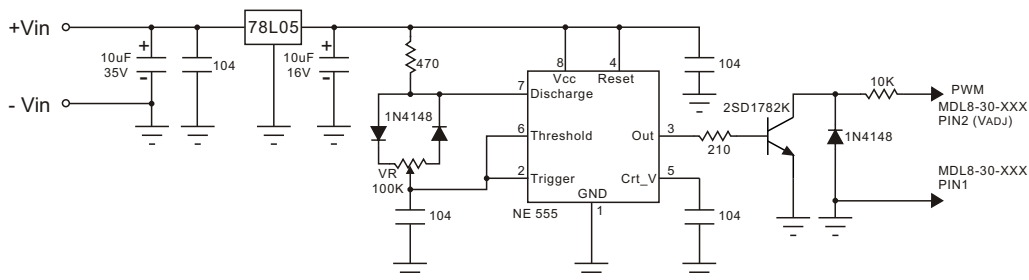 +Vin
78L05
10uF
35V
104
10uF
16V
470
8
4
Vcc
Reset
104
7
Discharge
1N4148
6
Threshold
Out
3
210
2SD1782K
1N4148
10K
PWM
MDL8-30-XXX
PIN2 (VADJ)
- Vin
VR
100K
2
Trigger
Crt_V
5
GND
104
NE 555
1
104
MDL8-30-XXX
PIN1
+
-
+
-